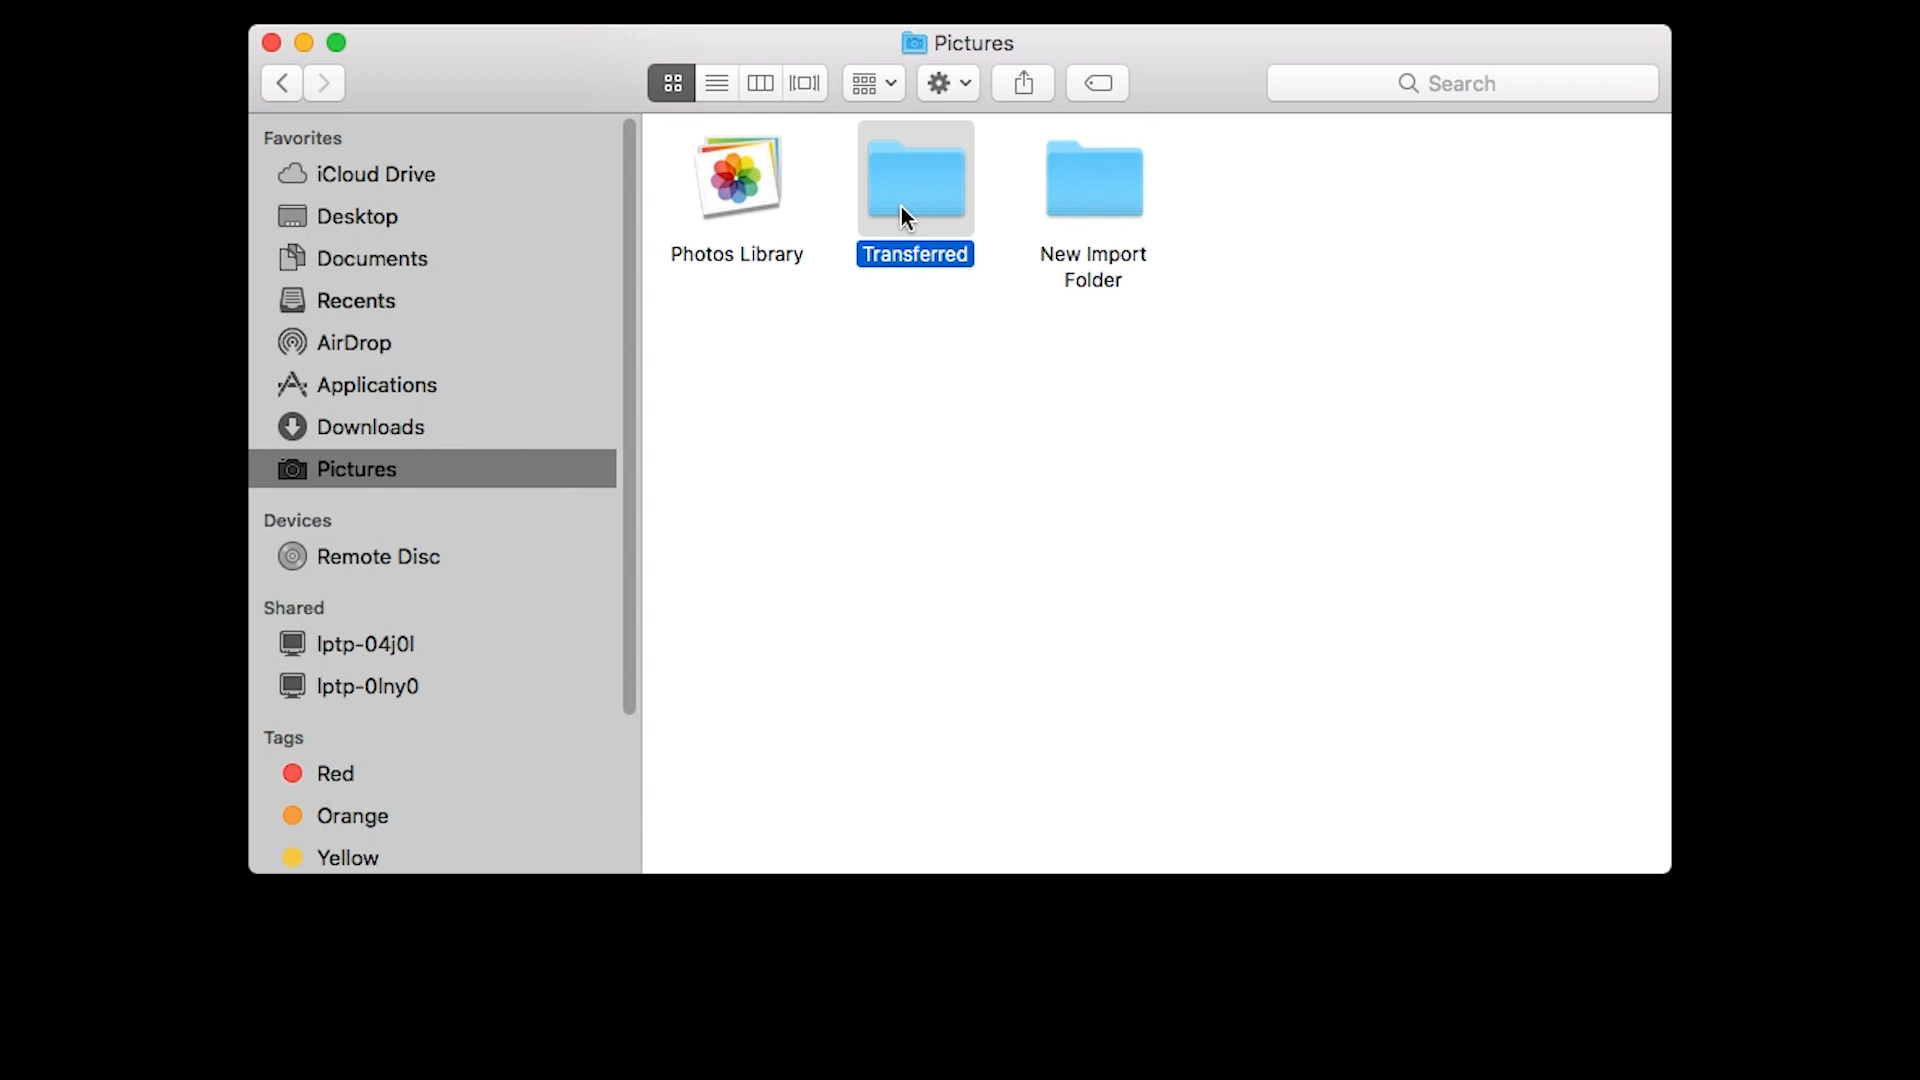 Pictures
Search
Favorites
iCloud Drive
Desktop
Documents
Recents
AirDrop
Applications
Downloads
Pictures
Devices
Remote Disc
Shared
lptp-04j0l
lptp-0lny0
Tags
Red
Orange
Yellow
Photos Library
Transferred
New Import
Folder